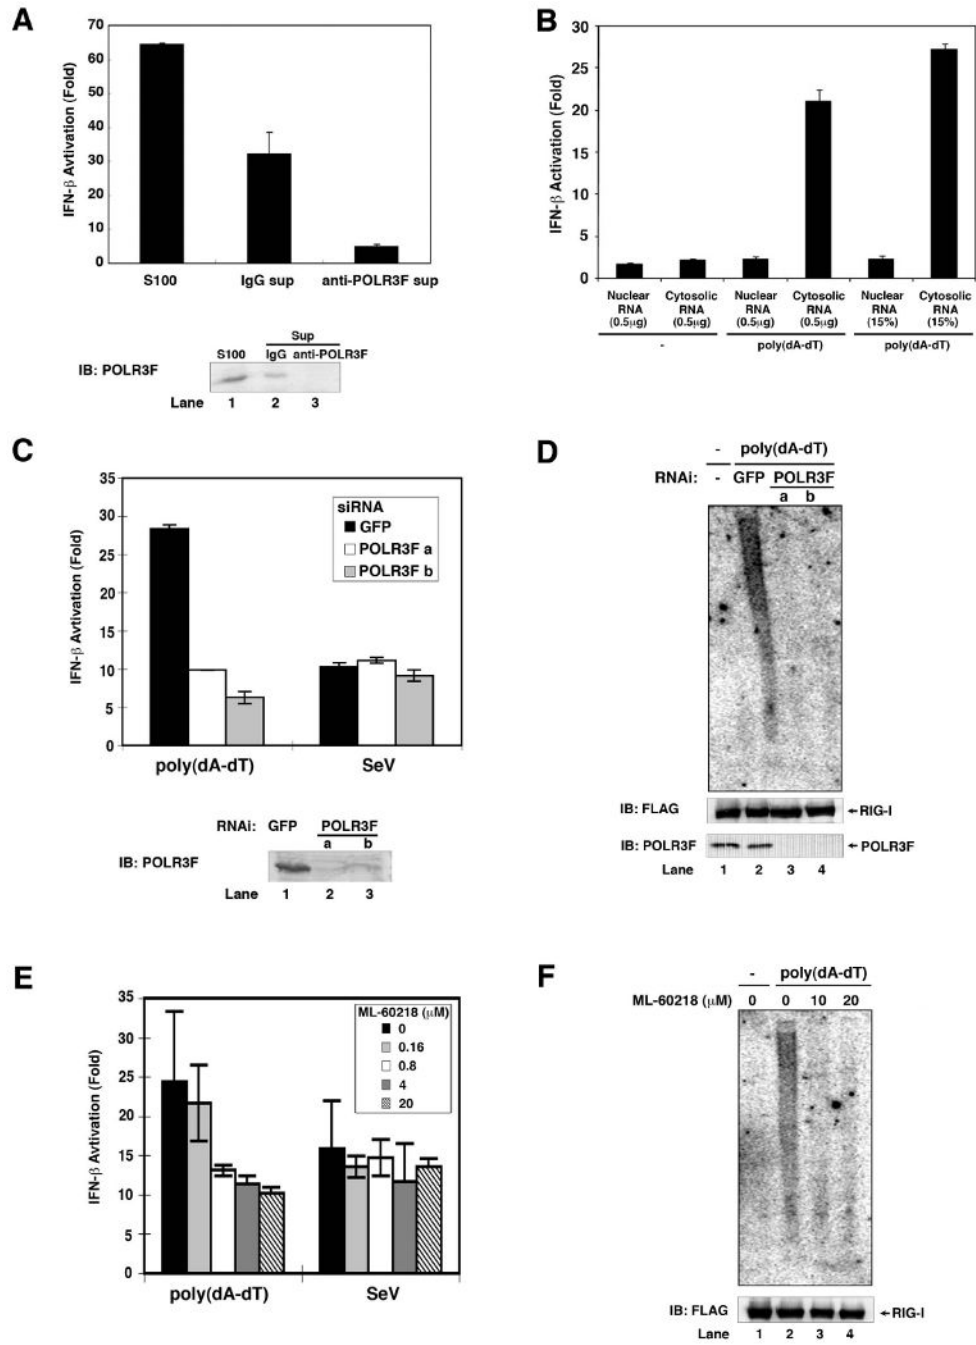 A
IFN-β Avtivation (Fold)
70
60
50
40
30
20
10
0
S100 IgG sup anti-POLR3F sup
Sup
S100 IgG anti-POLR3F
IB: POLR3F
Lane 1 2 3
B
IFN-β Activation (Fold)
30
25
20
15
10
5
0
Nuclear RNA (0.5μg) Cytosolic RNA (0.5μg) Nuclear RNA (0.5μg) Cytosolic RNA (0.5μg) Nuclear RNA (15%) Cytosolic RNA (15%)
- poly(dA-dT) poly(dA-dT)
C
IFN-β Avtivation (Fold)
35
30
25
20
15
10
5
0
siRNA
GFP
POLR3F a
POLR3F b
poly(dA-dT) SeV
RNAi: GFP POLR3F
a b
IB: POLR3F
Lane 1 2 3
D
- poly(dA-dT)
RNAi: - GFP POLR3F
a b
IB: FLAG ←RIG-I
IB: POLR3F ←POLR3F
Lane 1 2 3 4
E
IFN-β Avtivation (Fold)
35
30
25
20
15
10
5
0
ML-60218 (μM)
0
0.16
0.8
4
20
poly(dA-dT) SeV
F
- poly(dA-dT)
ML-60218 (μM) 0 0 10 20
IB: FLAG ←RIG-I
Lane 1 2 3 4